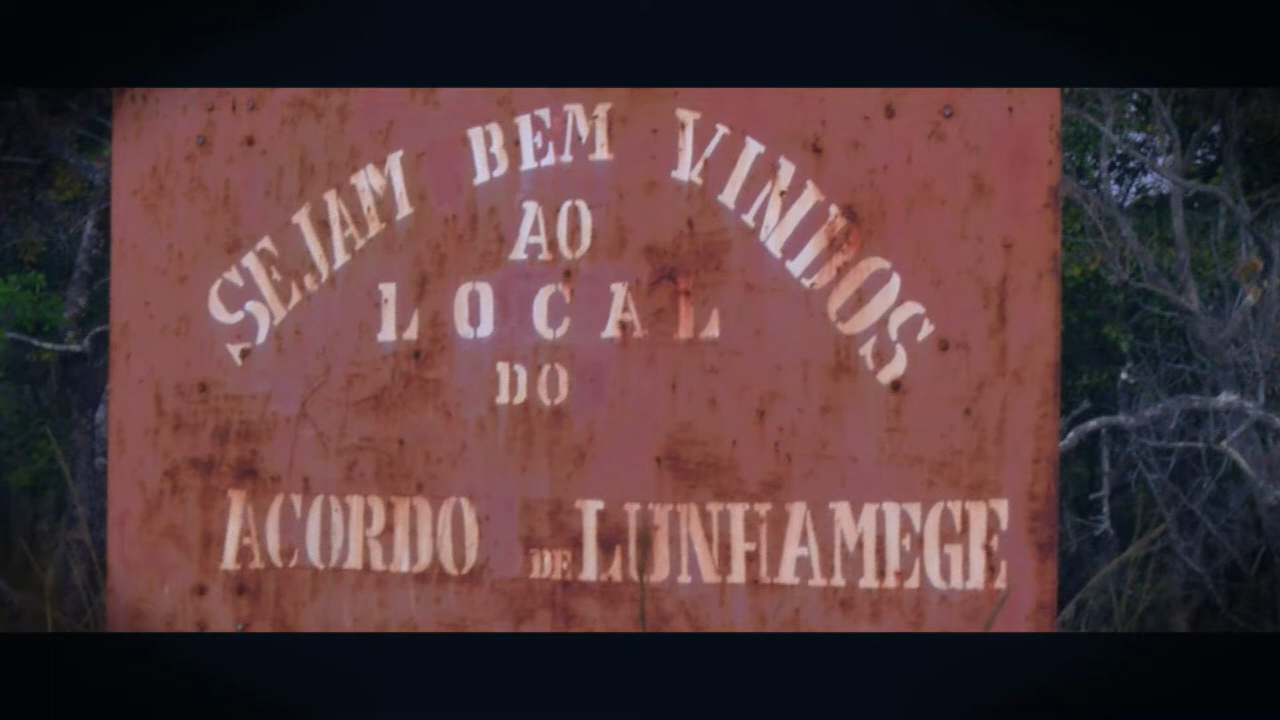 SEJAM BEM VINDOS
AO
LOCAL
DO
ACORDO DE LUNHAMEGE